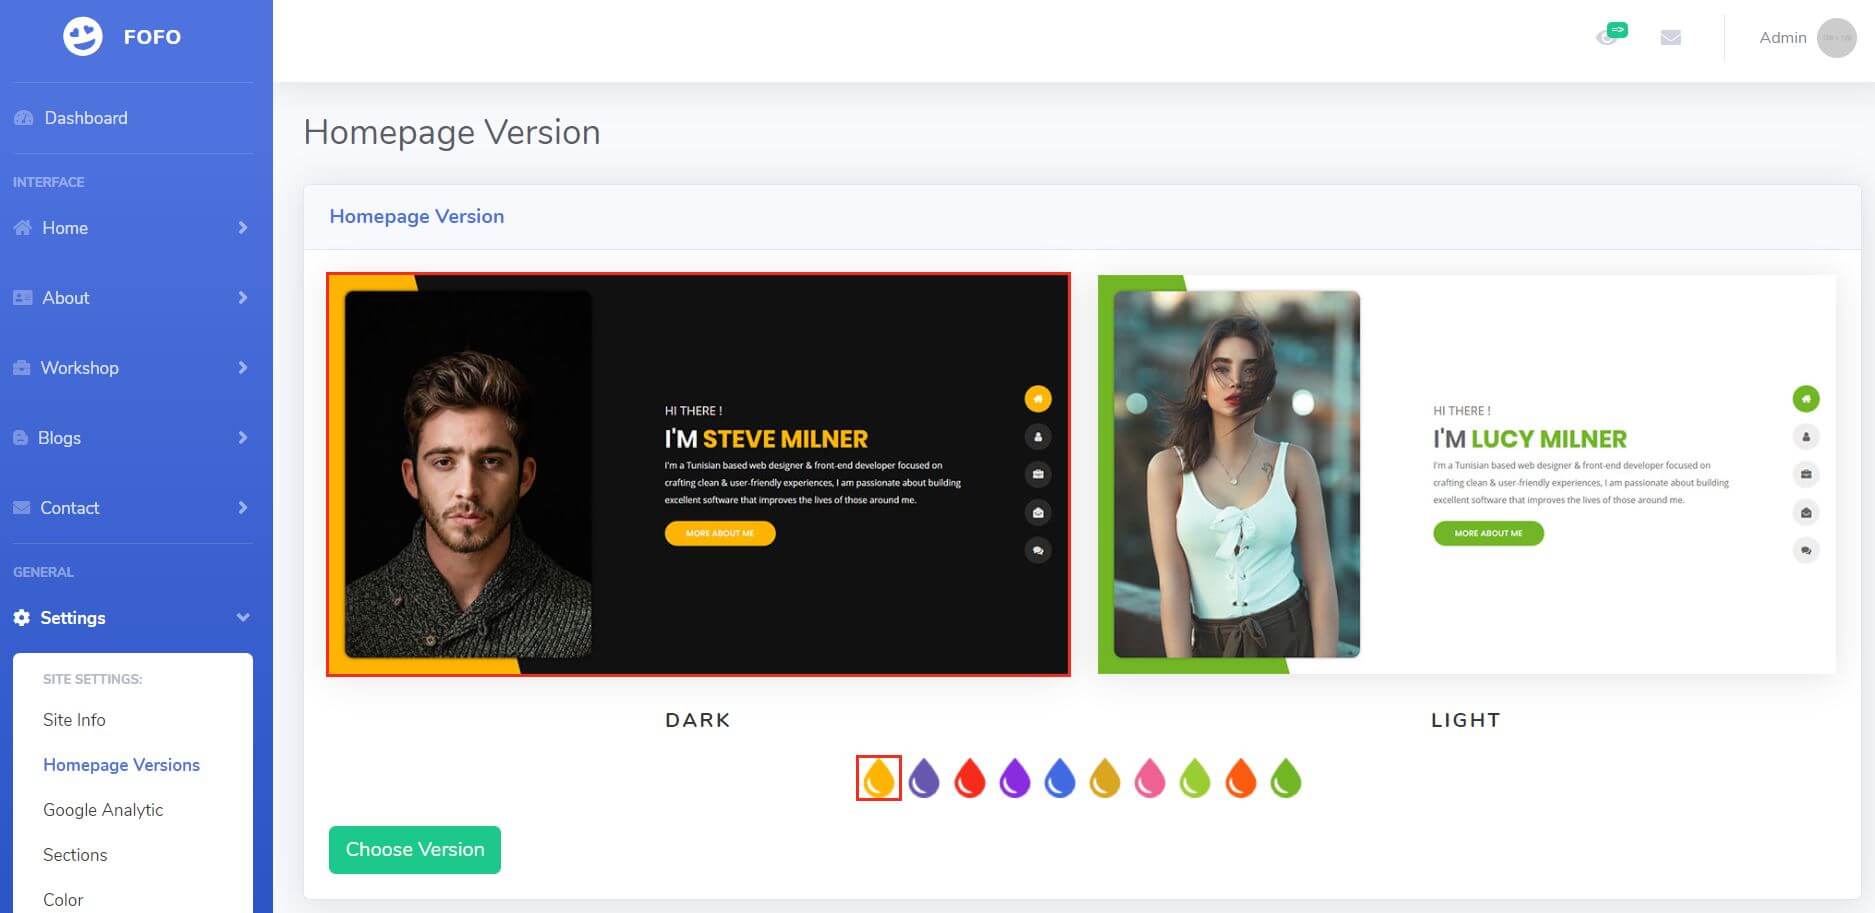 FOFO
Admin
Dashboard
INTERFACE
Home
About
Workshop
Blogs
Contact
GENERAL
Settings
SITE SETTINGS:
Site Info
Homepage Versions
Google Analytic
Sections
Color
Homepage Version
Homepage Version
HI THERE !
I'M STEVE MILNER
I'm a Tunisian based web designer & front-end developer focused on
crafting clean & user-friendly experiences, I am passionate about building
excellent software that improves the lives of those around me.
MORE ABOUT ME
HI THERE !
I'M LUCY MILNER
I'm a Tunisian based web designer & front-end developer focused on
crafting clean & user-friendly experiences, I am passionate about building
excellent software that improves the lives of those around me.
MORE ABOUT ME
DARK
LIGHT
Choose Version